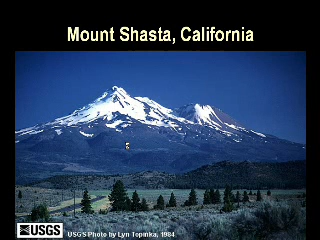 Mount Shasta, California
USGS
USGS Photo by Lyn Topinka, 1984